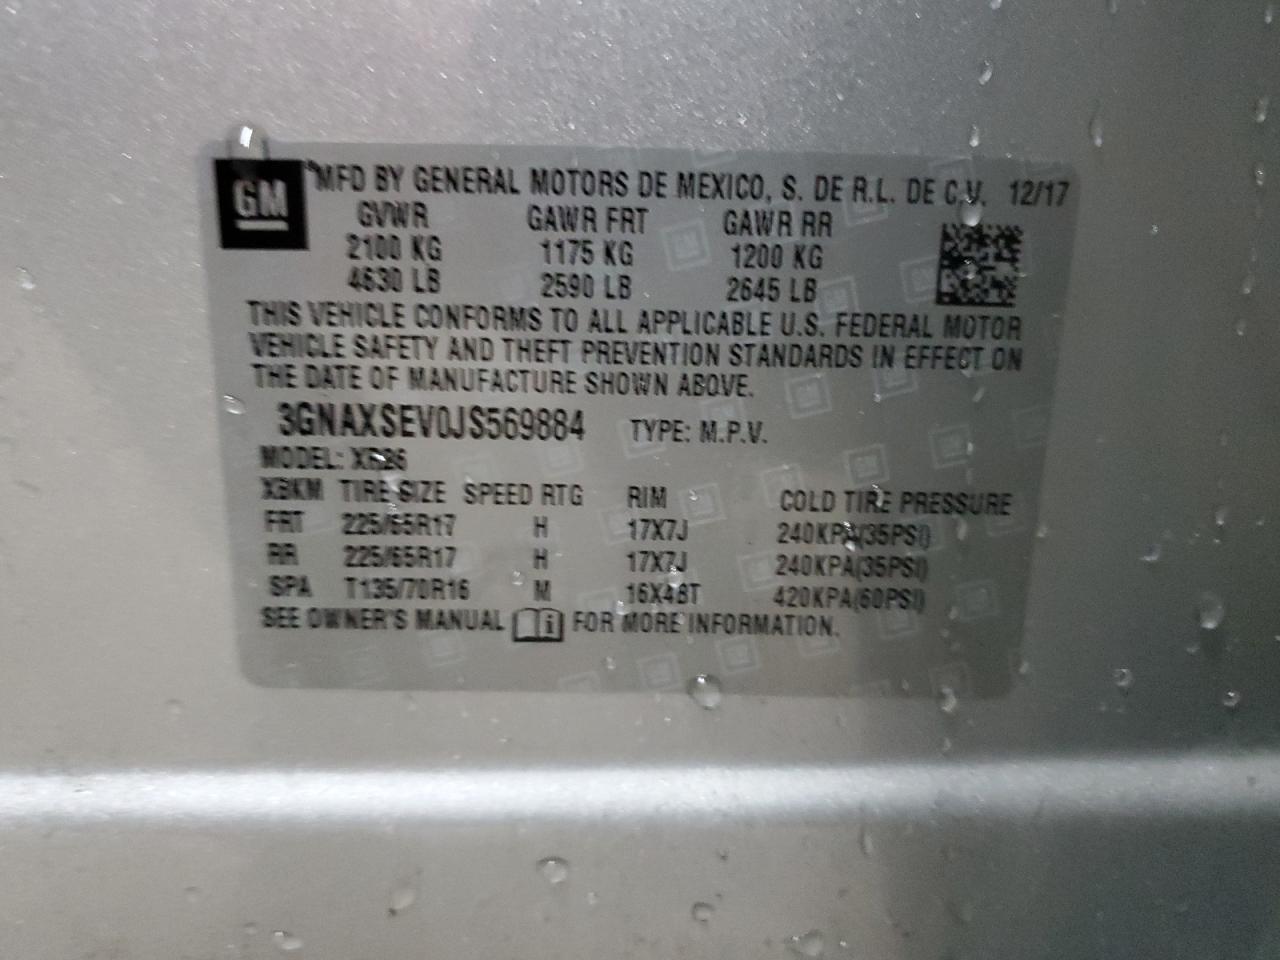 GM
MFD BY GENERAL MOTORS DE MEXICO, S. DE R.L. DE C.V. 12/17
GVWR GAWR FRT GAWR RR
2100 KG 1175 KG 1200 KG
4630 LB 2590 LB 2645 LB
THIS VEHICLE CONFORMS TO ALL APPLICABLE U.S. FEDERAL MOTOR
VEHICLE SAFETY AND THEFT PREVENTION STANDARDS IN EFFECT ON
THE DATE OF MANUFACTURE SHOWN ABOVE.
3GNAXSEV0JS569884 TYPE: M.P.V.
MODEL:
XBKM TIRE SIZE SPEED RTG RIM COLD TIRE PRESSURE
FRT 225/65R17 H 17X7J 240KPA(35PSI)
RR 225/65R17 H 17X7J 240KPA(35PSI)
SPA T135/70R16 M 16X4BT 420KPA(60PSI)
SEE OWNER'S MANUAL i FOR MORE INFORMATION.